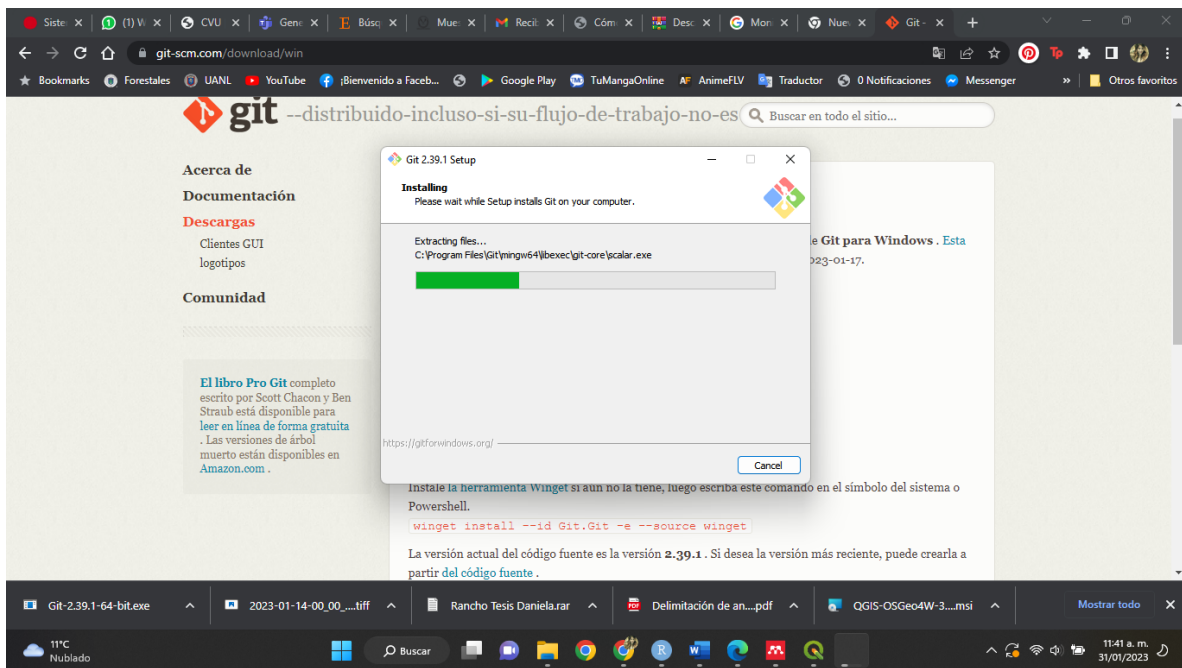 Siste
(1) W
CVU
Gene
Búsq
Mue
Recib
Cóm
Desc
Mon
Nuev
Git -
git-scm.com/download/win
Bookmarks
Forestales
UANL
YouTube
¡Bienvenido a Faceb...
Google Play
TuMangaOnline
AF AnimeFLV
Traductor
0 Notificaciones
Messenger
»
Otros favoritos
git --distribuido-incluso-si-su-flujo-de-trabajo-no-es
Buscar en todo el sitio...
Acerca de
Documentación
Descargas
Clientes GUI
logotipos
Comunidad
El libro Pro Git completo
escrito por Scott Chacon y Ben
Straub está disponible para
leer en línea de forma gratuita
. Las versiones de árbol
muerto están disponibles en
Amazon.com .
Git 2.39.1 Setup
Installing
Please wait while Setup installs Git on your computer.
Extracting files...
C:\Program Files\Git\mingw64\libexec\git-core\scalar.exe
https://gitforwindows.org/
Cancel
Git para Windows . Esta
023-01-17.
Instale la herramienta Winget si aún no la tiene, luego escriba este comando en el símbolo del sistema o
Powershell.
winget install --id Git.Git -e --source winget
La versión actual del código fuente es la versión 2.39.1 . Si desea la versión más reciente, puede crearla a
partir del código fuente .
Git-2.39.1-64-bit.exe
2023-01-14-00_00_....tiff
Rancho Tesis Daniela.rar
Delimitación de an....pdf
QGIS-OSGeo4W-3....msi
Mostrar todo
11°C
Nublado
Buscar
11:41 a. m.
31/01/2023